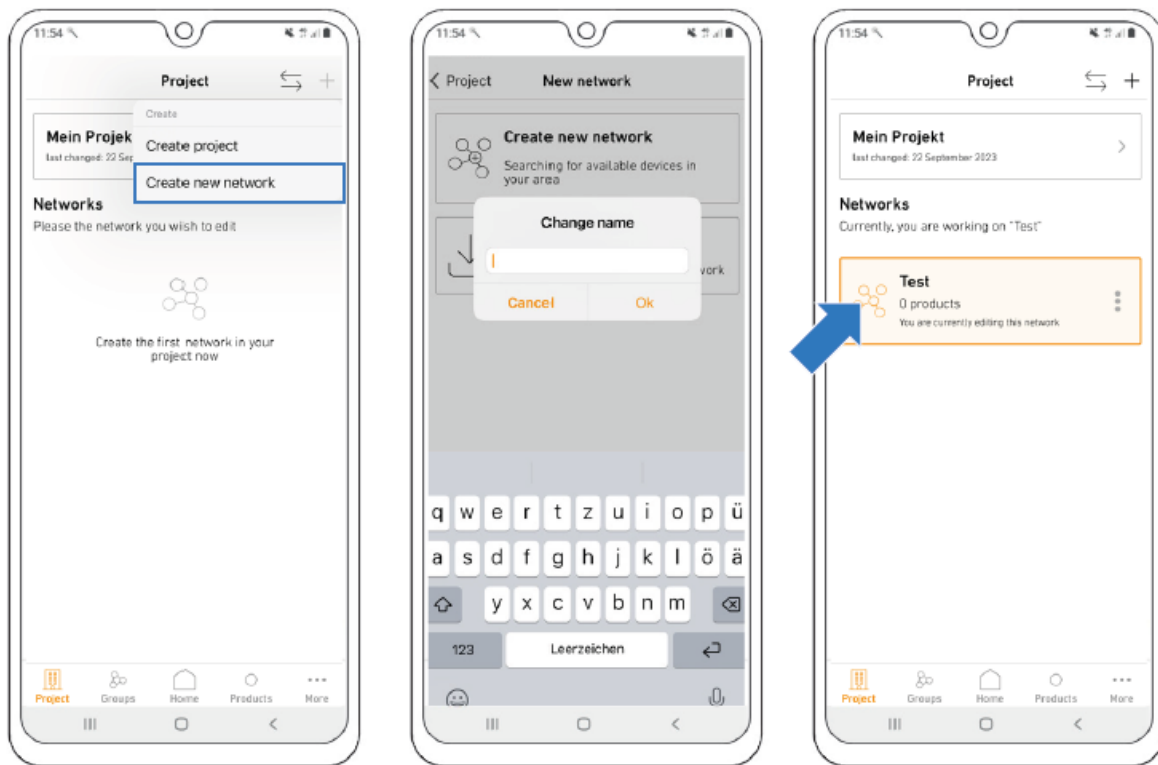 11:54
Project
Create
Create project
Create new network
Mein Projek
last changed: 22 Sep
Networks
Please the network you wish to edit
Create the first network in your
project now
Project Groups Home Products More
11:54
Project New network
Create new network
Searching for available devices in
your area
Change name
Cancel Ok
q w e r t z u i o p ü
a s d f g h j k l ö ä
y x c v b n m
123 Leerzeichen
11:54
Project
Mein Projekt
last changed: 22 September 2023
Networks
Currently, you are working on "Test"
Test
0 products
You are currently editing this network
Project Groups Home Products More